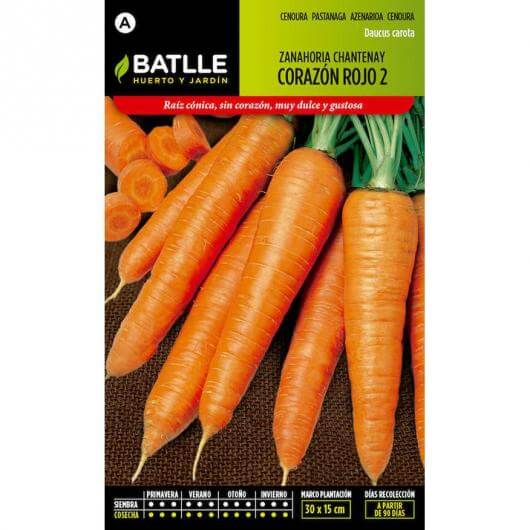 A
CENOURA PASTANAGA AZENARIOA CENOURA
Daucus carota
BATLLE
HUERTO Y JARDÍN
ZANAHORIA CHANTENAY
CORAZÓN ROJO 2
Raíz cónica, sin corazón, muy dulce y gustosa
PRIMAVERA VERANO OTOÑO INVIERNO MARCO PLANTACIÓN DÍAS RECOLECCIÓN
SIEMBRA
COSECHA
30 x 15 cm
A PARTIR
DE 90 DÍAS